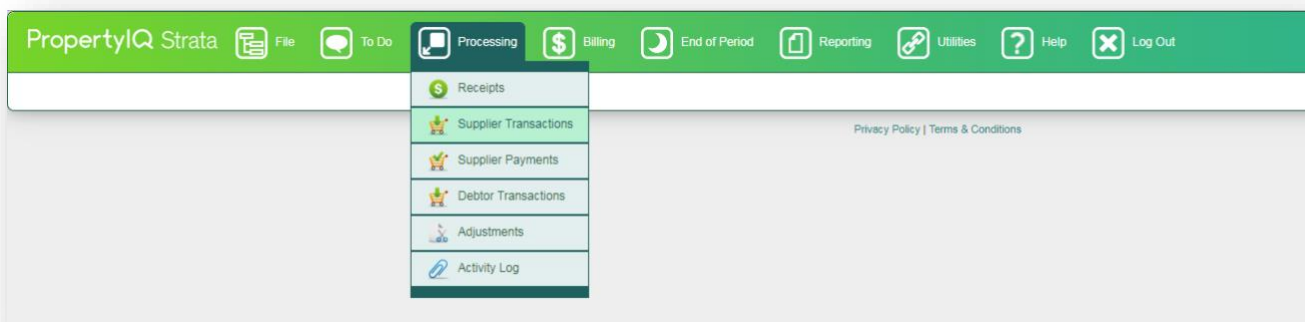 PropertyIQ Strata File To Do Processing Billing End of Period Reporting Utilities Help Log Out
Receipts
Supplier Transactions
Privacy Policy | Terms & Conditions
Supplier Payments
Debtor Transactions
Adjustments
Activity Log